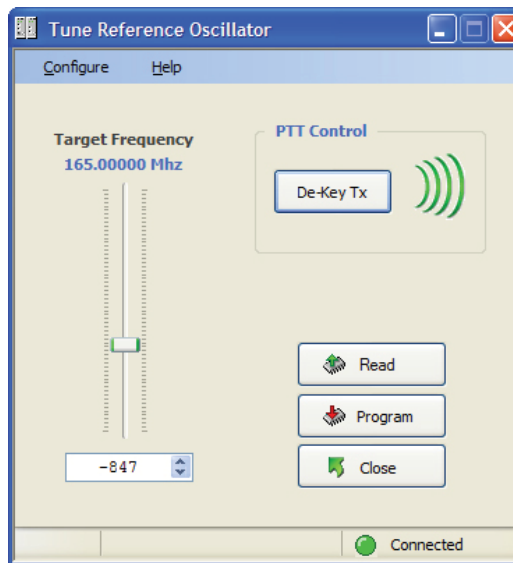 Tune Reference Oscillator
Configure Help
Target Frequency
165.00000 Mhz
PTT Control
De-Key Tx
Read
Program
-847
Close
Connected